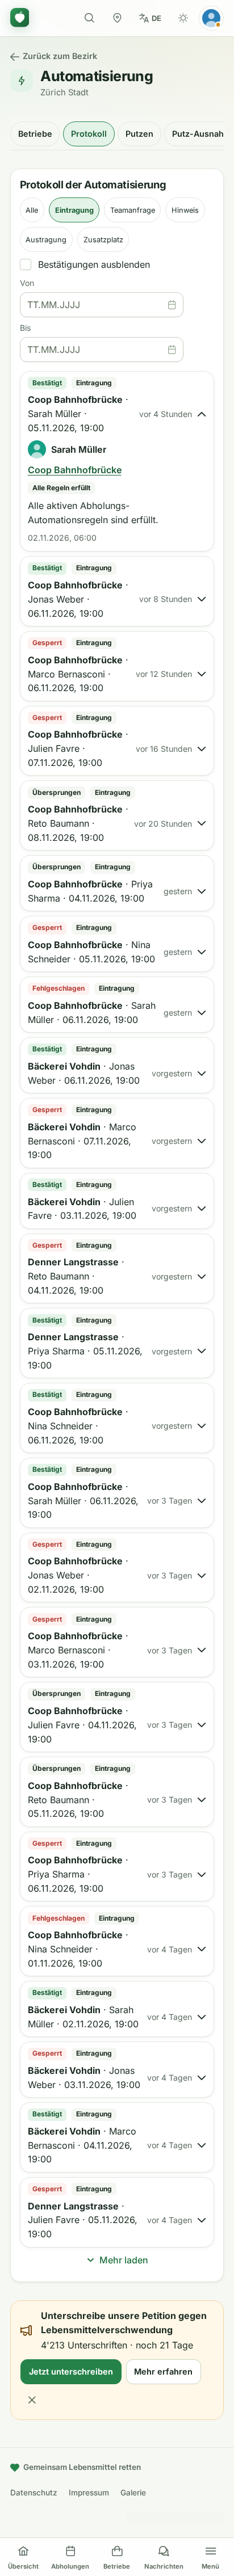 DE
Zurück zum Bezirk
Automatisierung
Zürich Stadt
Betriebe
Protokoll
Putzen
Putz-Ausnah
Protokoll der Automatisierung
Alle
Eintragung
Teamanfrage
Hinweis
Austragung
Zusatzplatz
Bestätigungen ausblenden
Von
TT.MM.JJJJ
Bis
TT.MM.JJJJ
Bestätigt Eintragung
Coop Bahnhofbrücke ·
Sarah Müller ·
05.11.2026, 19:00
vor 4 Stunden
Sarah Müller
Coop Bahnhofbrücke
Alle Regeln erfüllt
Alle aktiven Abholungs-
Automationsregeln sind erfüllt.
02.11.2026, 06:00
Bestätigt Eintragung
Coop Bahnhofbrücke ·
Jonas Weber ·
06.11.2026, 19:00
vor 8 Stunden
Gesperrt Eintragung
Coop Bahnhofbrücke ·
Marco Bernasconi ·
06.11.2026, 19:00
vor 12 Stunden
Gesperrt Eintragung
Coop Bahnhofbrücke ·
Julien Favre ·
07.11.2026, 19:00
vor 16 Stunden
Übersprungen Eintragung
Coop Bahnhofbrücke ·
Reto Baumann ·
08.11.2026, 19:00
vor 20 Stunden
Übersprungen Eintragung
Coop Bahnhofbrücke · Priya
Sharma · 04.11.2026, 19:00
gestern
Gesperrt Eintragung
Coop Bahnhofbrücke · Nina
Schneider · 05.11.2026, 19:00
gestern
Fehlgeschlagen Eintragung
Coop Bahnhofbrücke · Sarah
Müller · 06.11.2026, 19:00
gestern
Bestätigt Eintragung
Bäckerei Vohdin · Jonas
Weber · 06.11.2026, 19:00
vorgestern
Gesperrt Eintragung
Bäckerei Vohdin · Marco
Bernasconi · 07.11.2026,
19:00
vorgestern
Bestätigt Eintragung
Bäckerei Vohdin · Julien
Favre · 03.11.2026, 19:00
vorgestern
Gesperrt Eintragung
Denner Langstrasse ·
Reto Baumann ·
04.11.2026, 19:00
vorgestern
Bestätigt Eintragung
Denner Langstrasse ·
Priya Sharma · 05.11.2026,
19:00
vorgestern
Bestätigt Eintragung
Coop Bahnhofbrücke ·
Nina Schneider ·
06.11.2026, 19:00
vorgestern
Bestätigt Eintragung
Coop Bahnhofbrücke ·
Sarah Müller · 06.11.2026,
19:00
vor 3 Tagen
Gesperrt Eintragung
Coop Bahnhofbrücke ·
Jonas Weber ·
02.11.2026, 19:00
vor 3 Tagen
Gesperrt Eintragung
Coop Bahnhofbrücke ·
Marco Bernasconi ·
03.11.2026, 19:00
vor 3 Tagen
Übersprungen Eintragung
Coop Bahnhofbrücke ·
Julien Favre · 04.11.2026,
19:00
vor 3 Tagen
Übersprungen Eintragung
Coop Bahnhofbrücke ·
Reto Baumann ·
05.11.2026, 19:00
vor 3 Tagen
Gesperrt Eintragung
Coop Bahnhofbrücke ·
Priya Sharma ·
06.11.2026, 19:00
vor 3 Tagen
Fehlgeschlagen Eintragung
Coop Bahnhofbrücke ·
Nina Schneider ·
01.11.2026, 19:00
vor 4 Tagen
Bestätigt Eintragung
Bäckerei Vohdin · Sarah
Müller · 02.11.2026, 19:00
vor 4 Tagen
Gesperrt Eintragung
Bäckerei Vohdin · Jonas
Weber · 03.11.2026, 19:00
vor 4 Tagen
Bestätigt Eintragung
Bäckerei Vohdin · Marco
Bernasconi · 04.11.2026,
19:00
vor 4 Tagen
Gesperrt Eintragung
Denner Langstrasse ·
Julien Favre · 05.11.2026,
19:00
vor 4 Tagen
Mehr laden
Unterschreibe unsere Petition gegen
Lebensmittelverschwendung
4'213 Unterschriften · noch 21 Tage
Jetzt unterschreiben
Mehr erfahren
Gemeinsam Lebensmittel retten
Datenschutz
Impressum
Galerie
Übersicht
Abholungen
Betriebe
Nachrichten
Menü